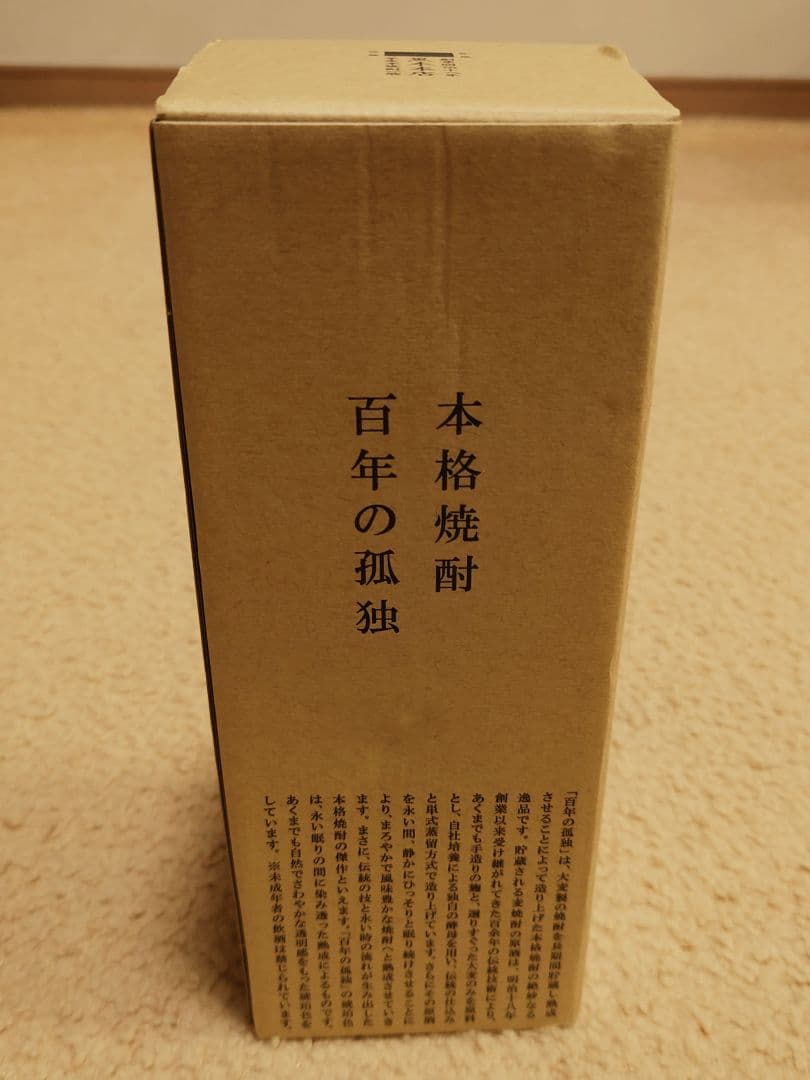 本格焼酎
百年の孤独
「百年の孤独」は、大麦製の焼酎を長期間貯蔵し熟成
させることによって造り上げた本格焼酎の絶妙なる
逸品です。貯蔵される麦焼酎の原酒は、明治十八年
創業以来受け継がれてきた百余年の伝統技術により、
あくまでも手造りの麹と、選りすぐった大麦のみを原料
とし、自社培養による独自の酵母を用い、伝統の仕込み
と単式蒸留方式で造り上げています。さらにその原酒
を永い間、静かにひっそりと眠り続けさせることに
より、まろやかで風味豊かな焼酎へと熟成させていき
ます。まさに、伝統の技と永い時の流れが生み出した
本格焼酎の傑作といえます。「百年の孤独」の琥珀色
は、永い眠りの間に染み透った熟成によるものです。
あくまでも自然でさわやかな透明感をもった琥珀色を
しています。※未成年者の飲酒は禁じられています。